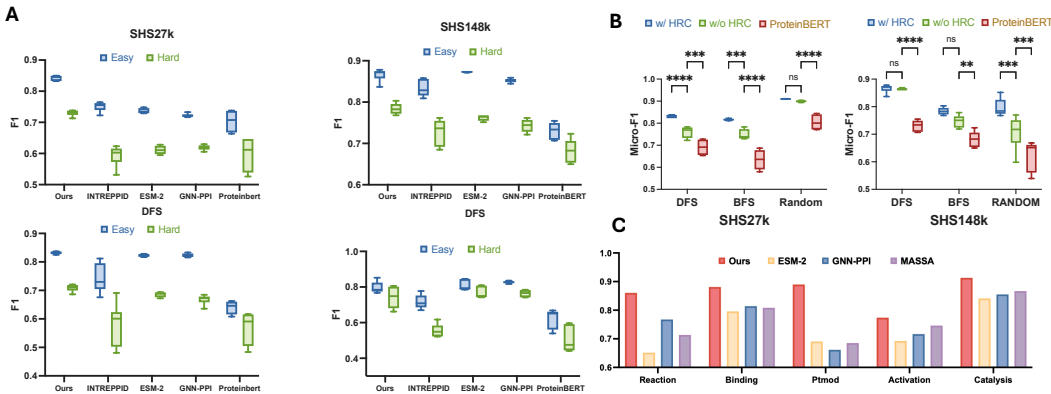 A
SHS27k
Easy Hard
F1
0.9
0.8
0.7
0.6
0.5
Ours INTREPPID ESM-2 GNN-PPI Proteinbert
SHS148k
Easy Hard
F1
0.9
0.8
0.7
0.6
Ours INTREPPID ESM-2 GNN-PPI ProteinBERT
DFS
Easy Hard
F1
0.8
0.7
0.6
0.5
0.4
Ours INTREPPID ESM-2 GNN-PPI Proteinbert
DFS
Easy Hard
F1
1.0
0.8
0.6
0.4
Ours INTREPPID ESM-2 GNN-PPI ProteinBERT
B
w/ HRC w/o HRC ProteinBERT
*** *** ns ****
**** ****
Micro-F1
1.0
0.9
0.8
0.7
0.6
0.5
DFS BFS Random
SHS27k
w/ HRC w/o HRC ProteinBERT
**** ns ***
ns ** ***
Micro-F1
0.9
0.8
0.7
0.6
0.5
DFS BFS RANDOM
SHS148k
C
Ours ESM-2 GNN-PPI MASSA
1.0
0.9
0.8
0.7
0.6
Reaction Binding Ptmod Activation Catalysis